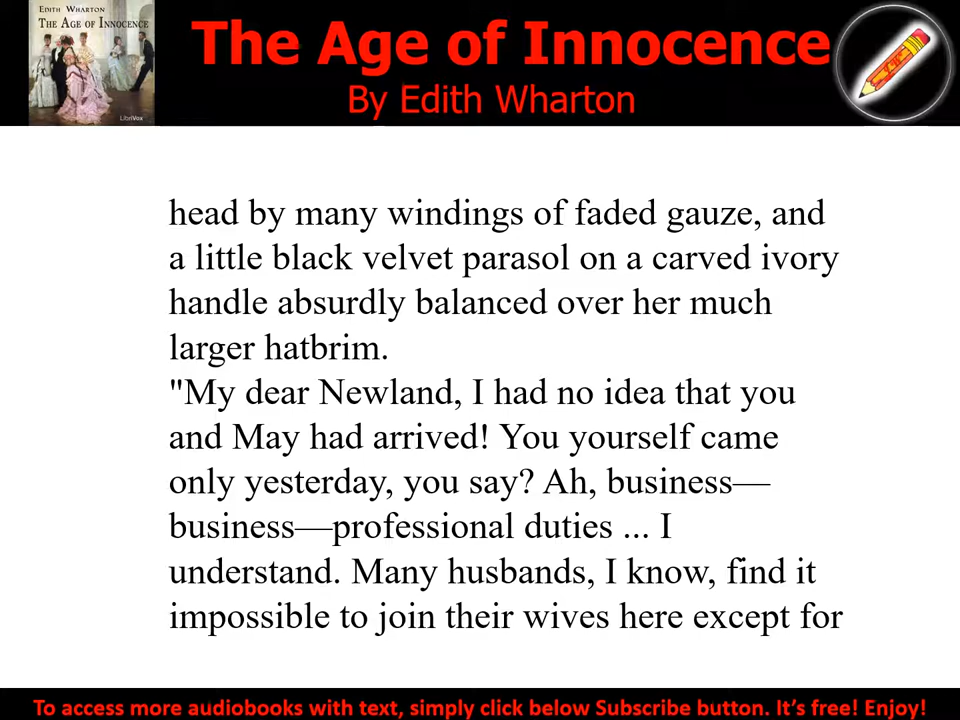 EDITH WHARTON
THE AGE OF INNOCENCE
LibriVox
The Age of Innocence
By Edith Wharton
head by many windings of faded gauze, and
a little black velvet parasol on a carved ivory
handle absurdly balanced over her much
larger hatbrim.
"My dear Newland, I had no idea that you
and May had arrived! You yourself came
only yesterday, you say? Ah, business—
business—professional duties ... I
understand. Many husbands, I know, find it
impossible to join their wives here except for
To access more audiobooks with text, simply click below Subscribe button. It's free! Enjoy!